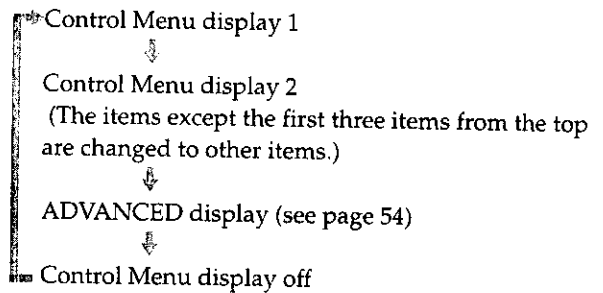 Control Menu display 1
Control Menu display 2
(The items except the first three items from the top
are changed to other items.)
ADVANCED display (see page 54)
Control Menu display off